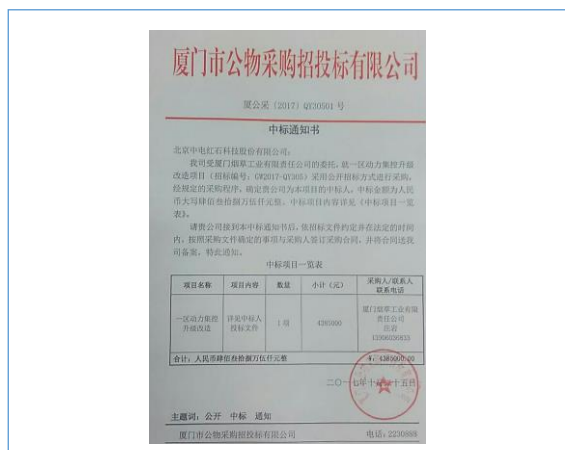 厦门市公物采购招投标有限公司
厦公采〔2017〕QY30501 号
中标通知书
北京中电红石科技股份有限公司：
我司受厦门烟草工业有限责任公司的委托，就一区动力集控升级
改造项目（招标编号：GW2017-QY305）采用公开招标方式进行采购，
经规定的采购程序，确定贵公司为本项目的中标人，中标金额为人民
币大写肆佰叁拾捌万伍仟元整，中标项目内容详见《中标项目一览
表》。
请贵公司接到本中标通知书后，依招标文件约定并在法定的时间
内，按照采购文件确定的事项与采购人签订采购合同，并将合同送我
司备案，特此通知。
中标项目一览表
项目名称 项目内容 数量 小计（元） 采购人/联系人
联系电话
一区动力集控
升级改造 详见中标人
投标文件 1 项 4385000 厦门烟草工业有限
责任公司
合计：人民币肆佰叁拾捌万伍仟元整 ￥：4385000.00
二〇一七年十月 十五日
主题词：公开 中标 通知
厦门市公物采购招投标有限公司 电话：2230888